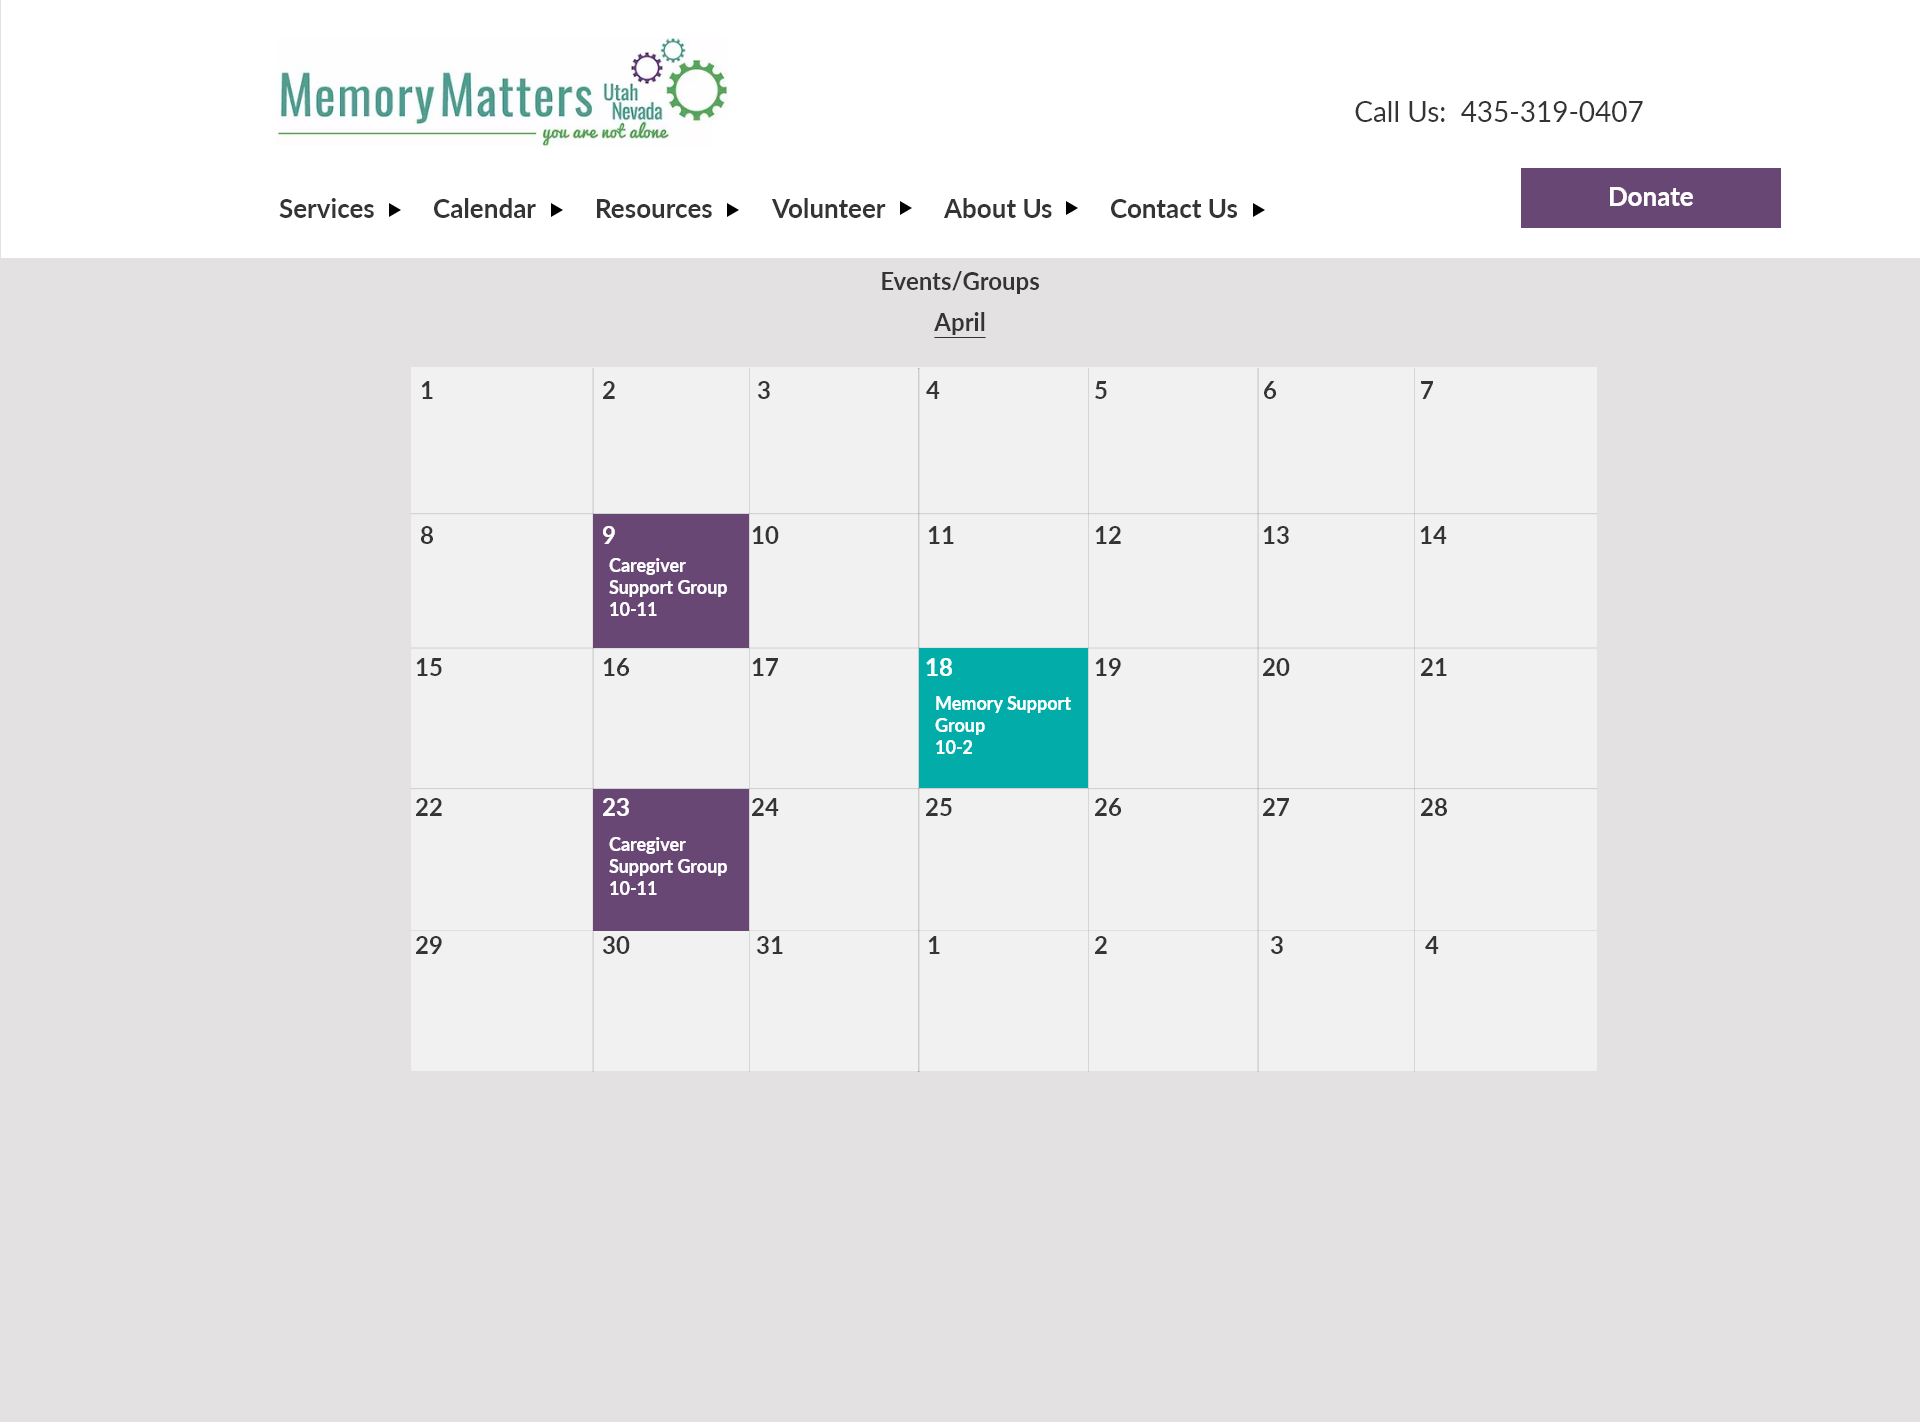 Memory Matters Utah
Nevada
you are not alone
Call Us:  435-319-0407
Services
Calendar
Resources
Volunteer
About Us
Contact Us
Donate
Events/Groups
April
1 2 3 4 5 6 7
8 9 10 11 12 13 14
Caregiver
Support Group
10-11
15 16 17 18 19 20 21
Memory Support
Group
10-2
22 23 24 25 26 27 28
Caregiver
Support Group
10-11
29 30 31 1 2 3 4